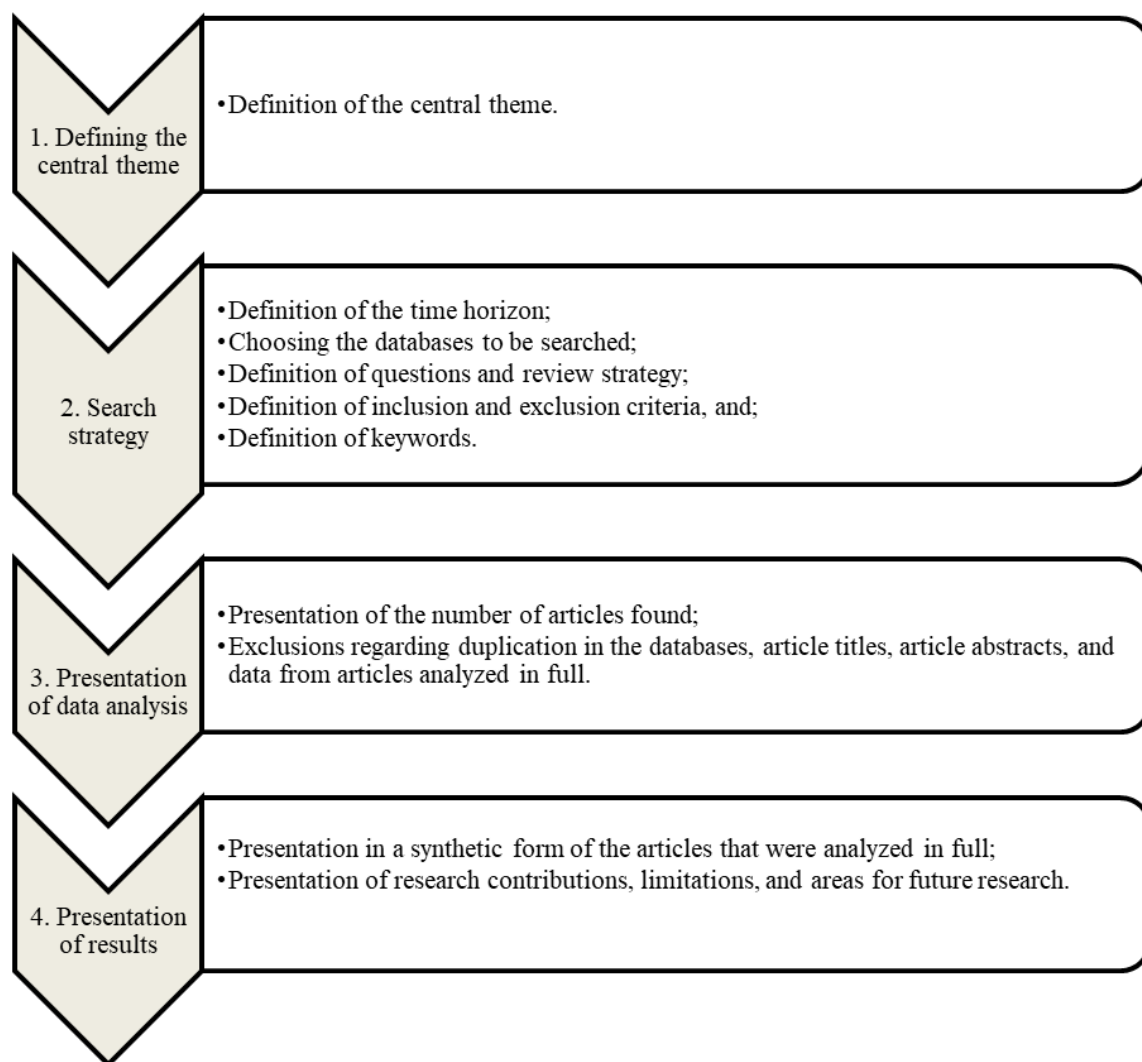 1. Defining the
central theme
•Definition of the central theme.
2. Search
strategy
•Definition of the time horizon;
•Choosing the databases to be searched;
•Definition of questions and review strategy;
•Definition of inclusion and exclusion criteria, and;
•Definition of keywords.
3. Presentation
of data analysis
•Presentation of the number of articles found;
•Exclusions regarding duplication in the databases, article titles, article abstracts, and
data from articles analyzed in full.
4. Presentation
of results
•Presentation in a synthetic form of the articles that were analyzed in full;
•Presentation of research contributions, limitations, and areas for future research.